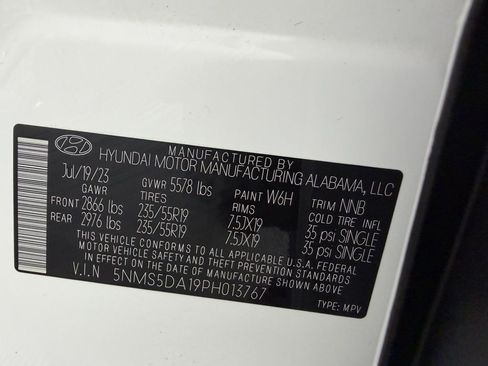 MANUFACTURED BY
HYUNDAI MOTOR MANUFACTURING ALABAMA, LLC
Jul/19/23 GVWR 5578 lbs PAINT W6H TRIM NNB
GAWR TIRES RIMS COLD TIRE INFL
FRONT 2866 lbs 235/55R19 7.5JX19 35 psi SINGLE
REAR 2976 lbs 235/55R19 7.5JX19 35 psi SINGLE
THIS VEHICLE CONFORMS TO ALL APPLICABLE U.S.A. FEDERAL
MOTOR VEHICLE SAFETY AND THEFT PREVENTION STANDARDS
IN EFFECT ON THE DATE OF MANUFACTURE SHOWN ABOVE
V.I.N 5NMS5DA19PH013767
TYPE: MPV